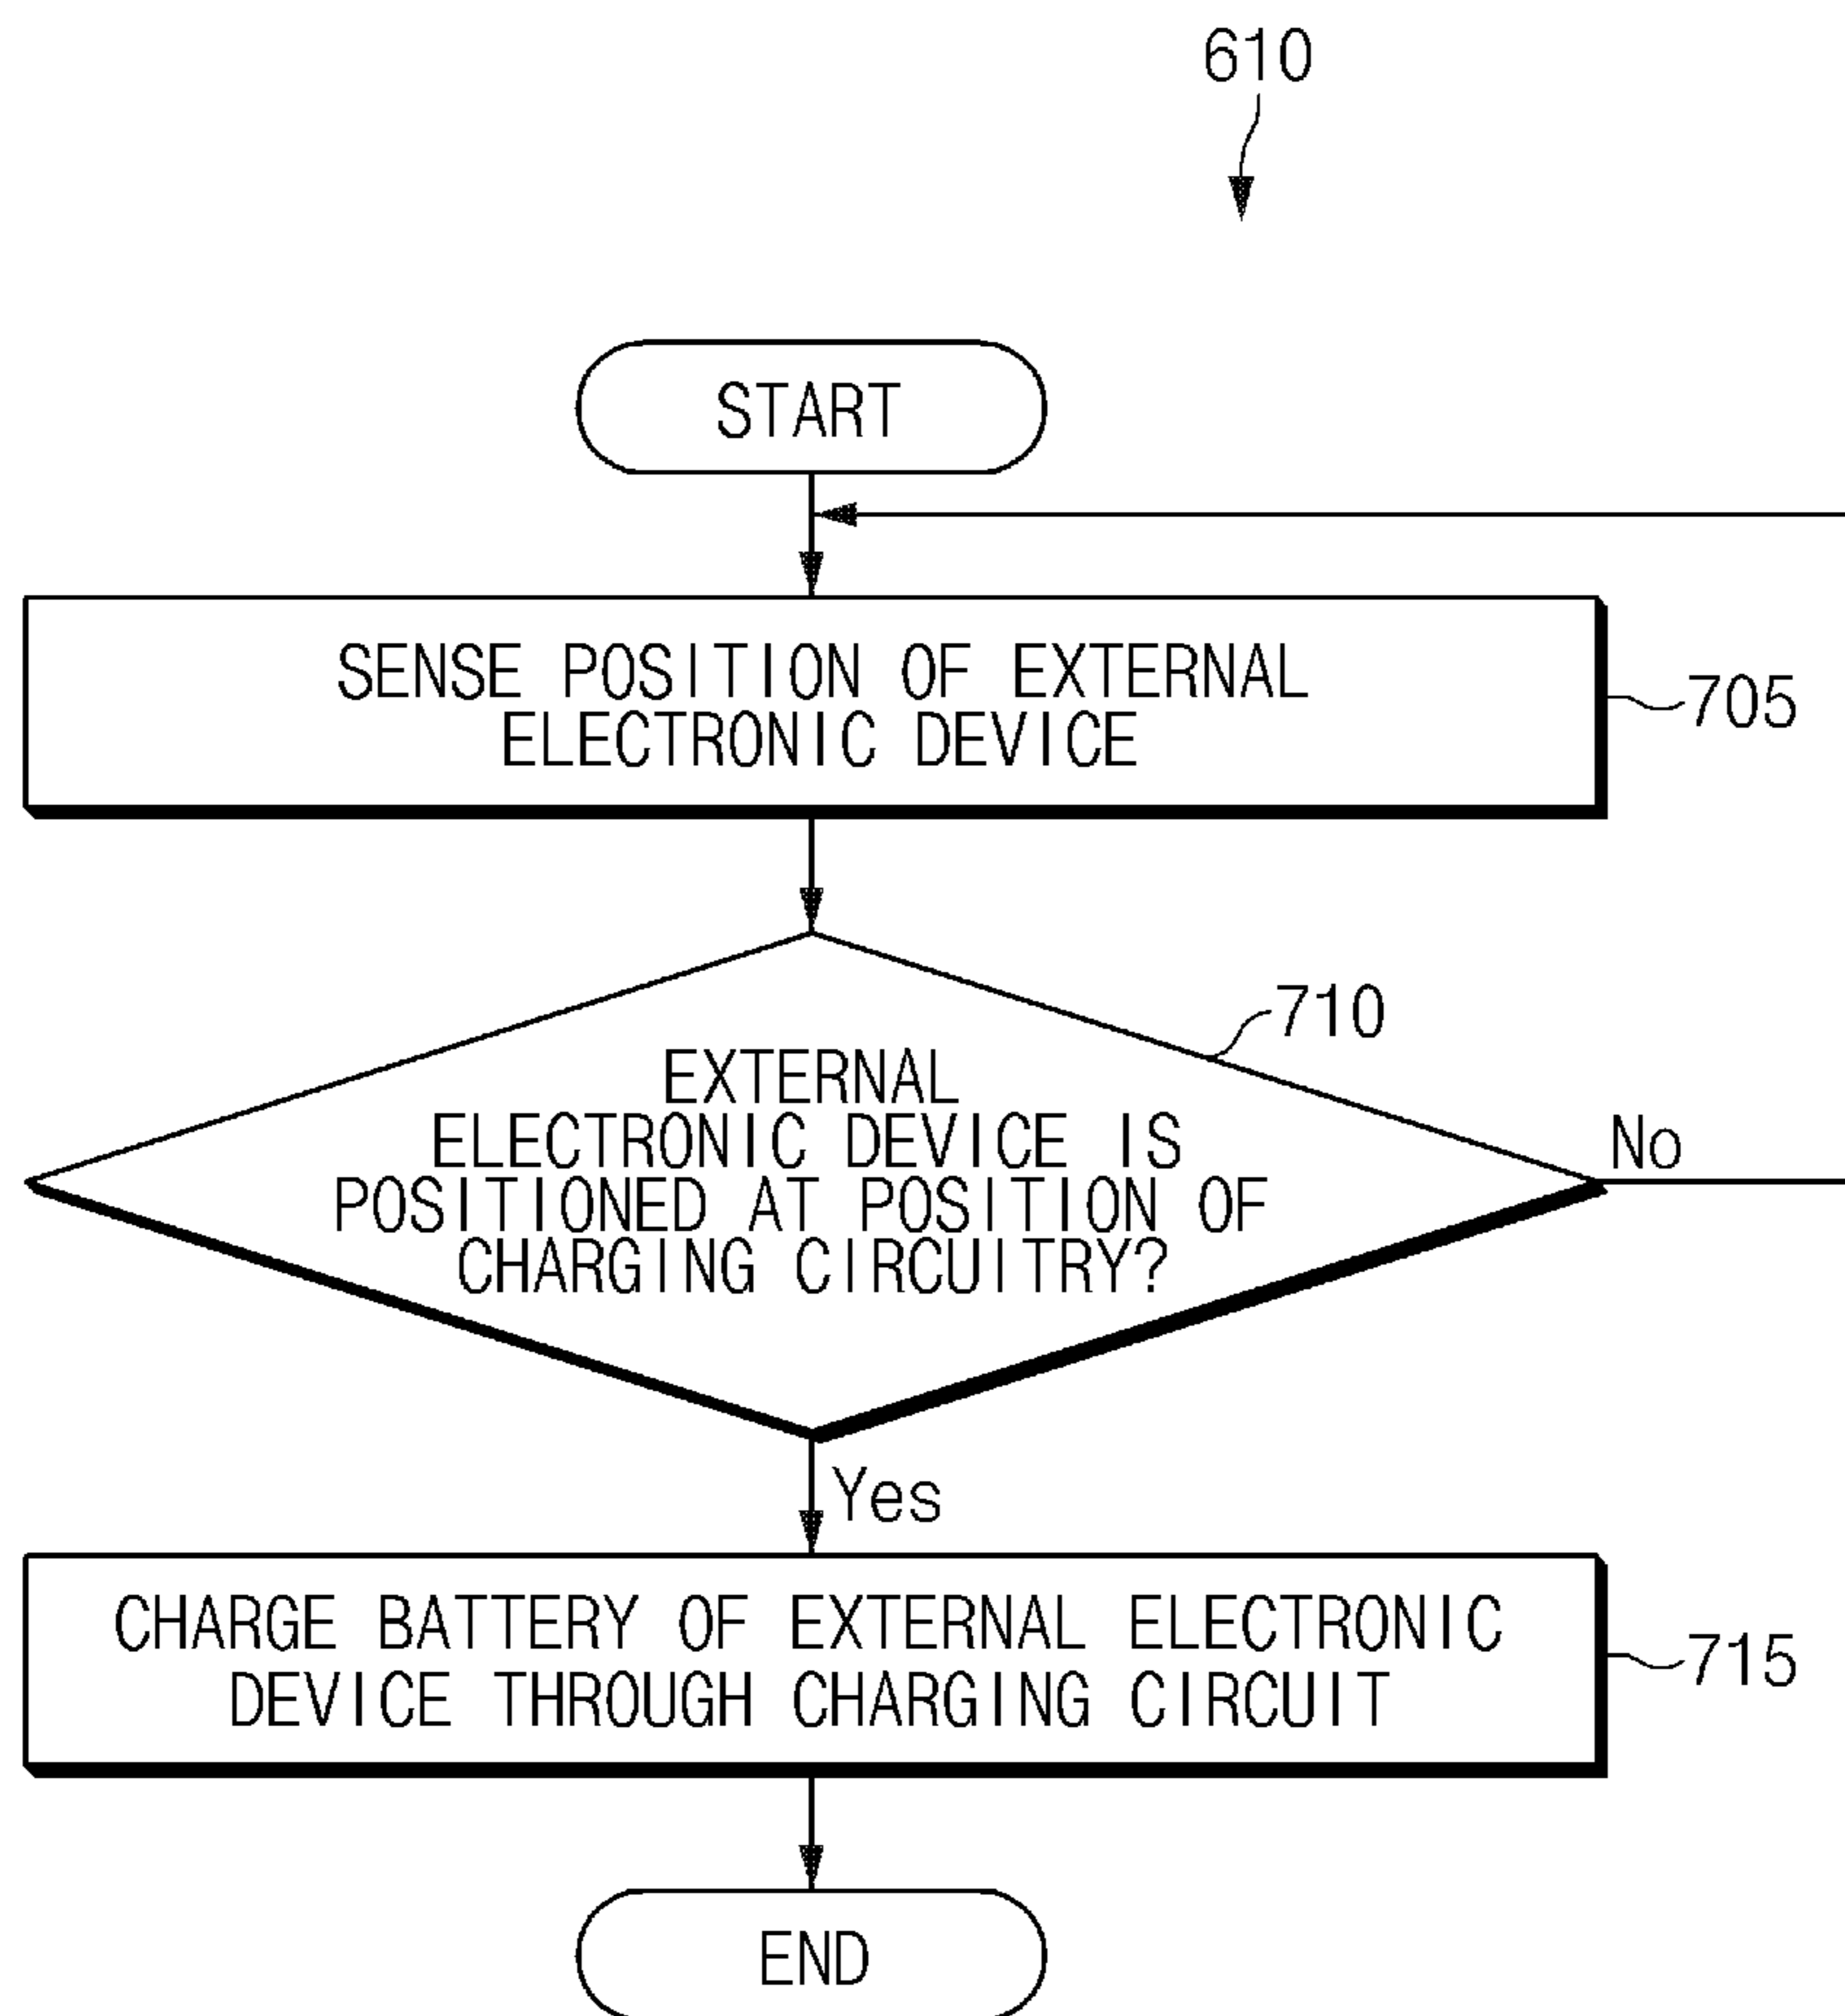 610
START
SENSE POSITION OF EXTERNAL
ELECTRONIC DEVICE
705
710
EXTERNAL
ELECTRONIC DEVICE IS
POSITIONED AT POSITION OF
CHARGING CIRCUITRY?
No
Yes
CHARGE BATTERY OF EXTERNAL ELECTRONIC
DEVICE THROUGH CHARGING CIRCUIT
715
END